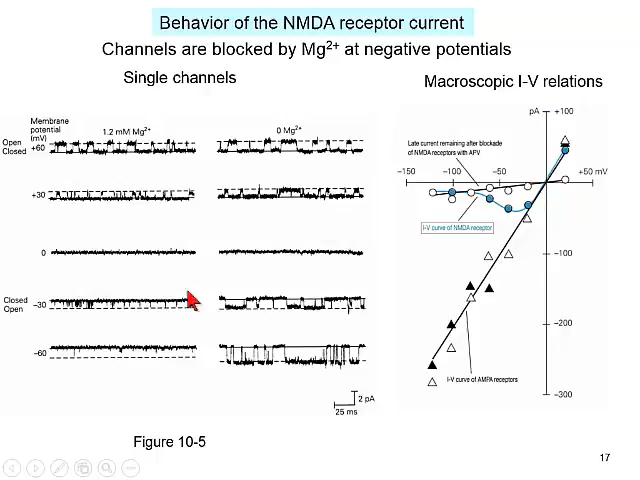 Behavior of the NMDA receptor current
Channels are blocked by Mg²⁺ at negative potentials
Single channels
Macroscopic I-V relations
Membrane
potential
(mV)
1.2 mM Mg²⁺
0 Mg²⁺
Open
Closed
+60
+30
0
Closed
Open
−30
−60
2 pA
25 ms
pA
+100
Late current remaining after blockade
of NMDA receptors with APV
−150
−100
−50
+50 mV
I-V curve of NMDA receptor
−100
−200
I-V curve of AMPA receptors
−300
Figure 10-5
17